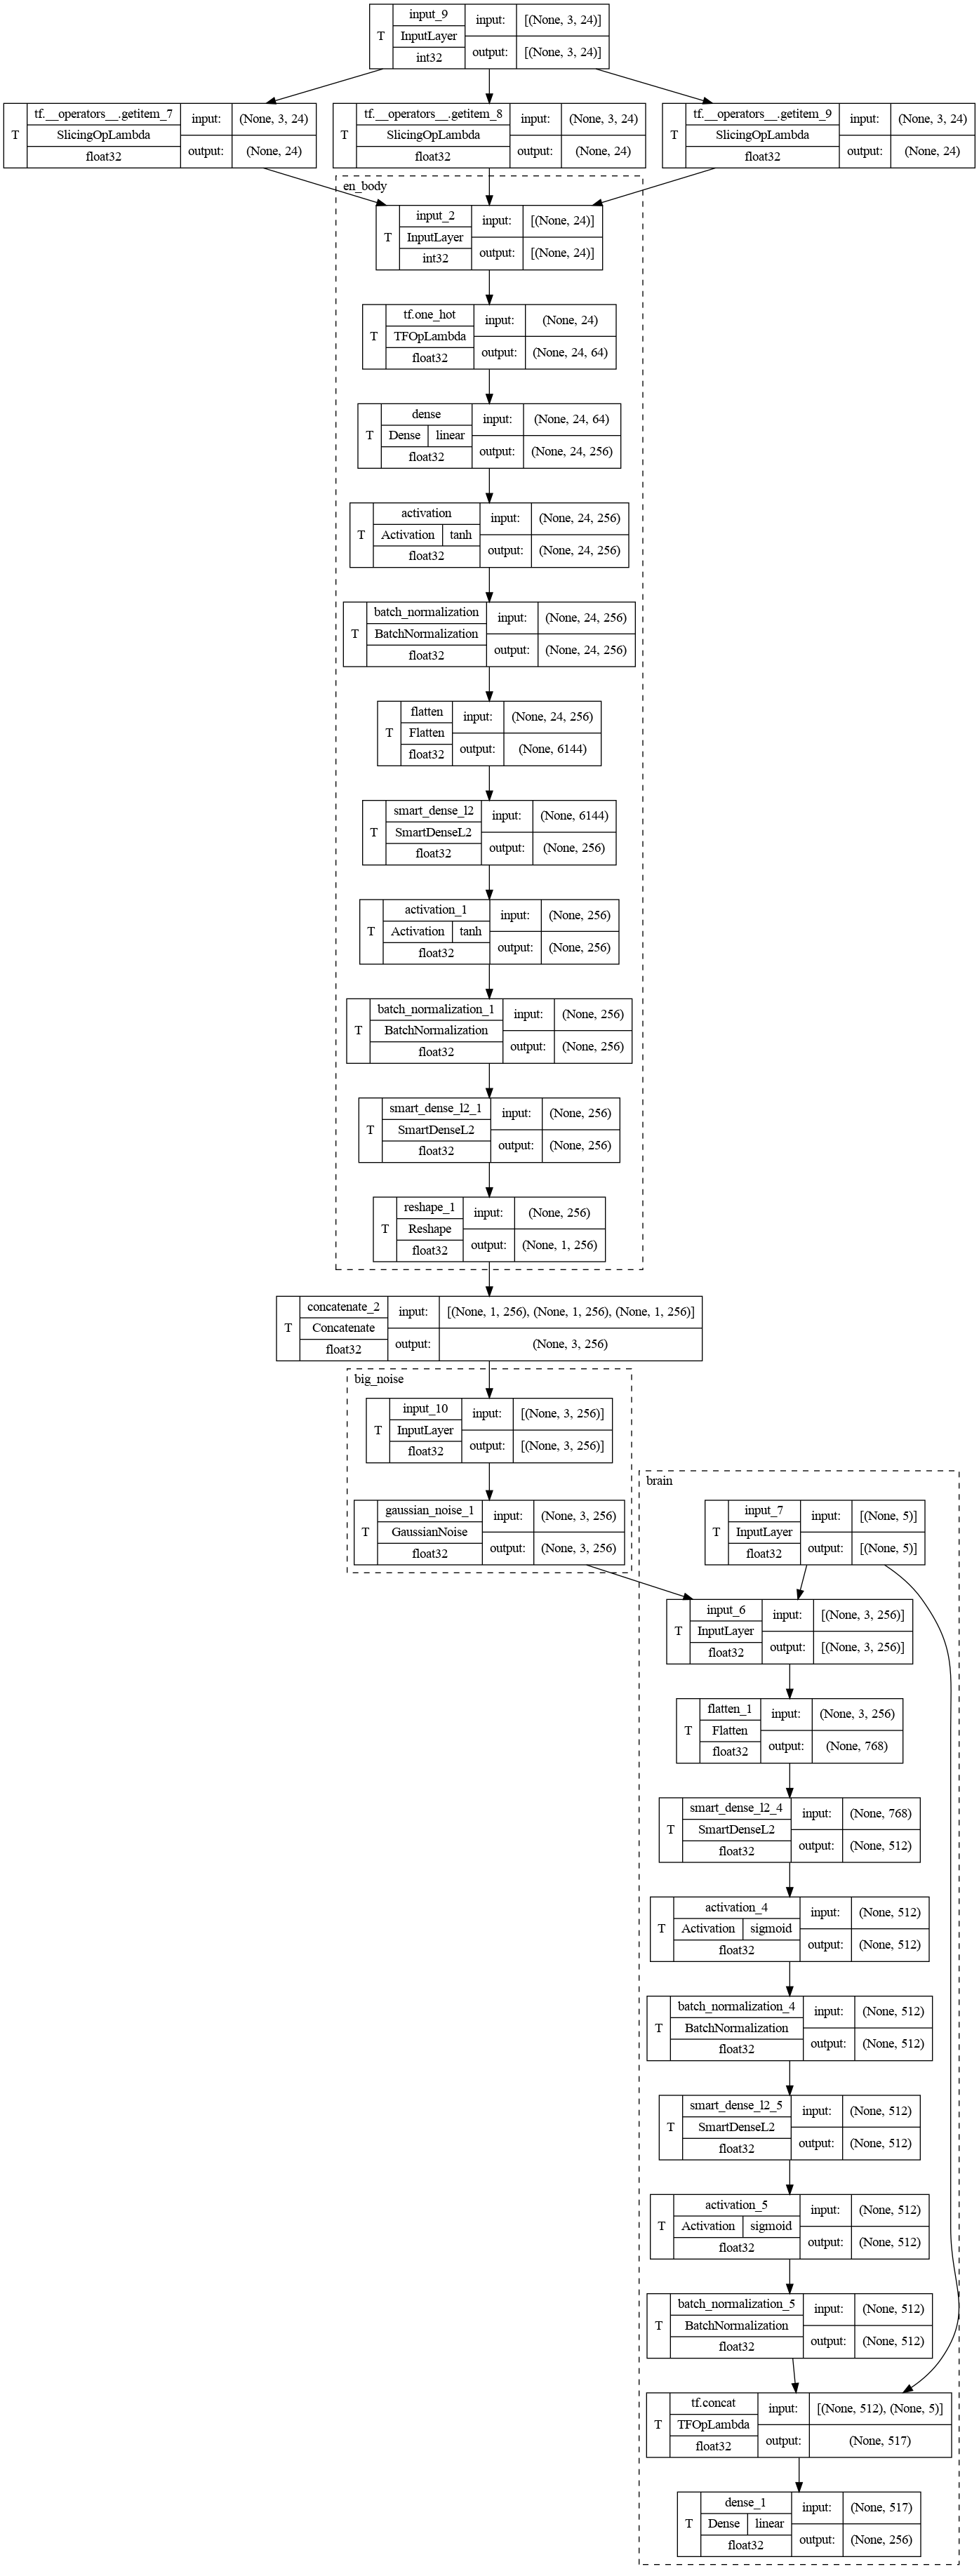 T
input_9
InputLayer
int32
input:
[(None, 3, 24)]
output:
[(None, 3, 24)]
T
tf.__operators__.getitem_7
SlicingOpLambda
float32
input:
(None, 3, 24)
output:
(None, 24)
T
tf.__operators__.getitem_8
SlicingOpLambda
float32
input:
(None, 3, 24)
output:
(None, 24)
T
tf.__operators__.getitem_9
SlicingOpLambda
float32
input:
(None, 3, 24)
output:
(None, 24)
en_body
T
input_2
InputLayer
int32
input:
[(None, 24)]
output:
[(None, 24)]
T
tf.one_hot
TFOpLambda
float32
input:
(None, 24)
output:
(None, 24, 64)
T
dense
Dense
linear
float32
input:
(None, 24, 64)
output:
(None, 24, 256)
T
activation
Activation
tanh
float32
input:
(None, 24, 256)
output:
(None, 24, 256)
T
batch_normalization
BatchNormalization
float32
input:
(None, 24, 256)
output:
(None, 24, 256)
T
flatten
Flatten
float32
input:
(None, 24, 256)
output:
(None, 6144)
T
smart_dense_l2
SmartDenseL2
float32
input:
(None, 6144)
output:
(None, 256)
T
activation_1
Activation
tanh
float32
input:
(None, 256)
output:
(None, 256)
T
batch_normalization_1
BatchNormalization
float32
input:
(None, 256)
output:
(None, 256)
T
smart_dense_l2_1
SmartDenseL2
float32
input:
(None, 256)
output:
(None, 256)
T
reshape_1
Reshape
float32
input:
(None, 256)
output:
(None, 1, 256)
T
concatenate_2
Concatenate
float32
input:
[(None, 1, 256), (None, 1, 256), (None, 1, 256)]
output:
(None, 3, 256)
big_noise
T
input_10
InputLayer
float32
input:
[(None, 3, 256)]
output:
[(None, 3, 256)]
T
gaussian_noise_1
GaussianNoise
float32
input:
(None, 3, 256)
output:
(None, 3, 256)
brain
T
input_7
InputLayer
float32
input:
[(None, 5)]
output:
[(None, 5)]
T
input_6
InputLayer
float32
input:
[(None, 3, 256)]
output:
[(None, 3, 256)]
T
flatten_1
Flatten
float32
input:
(None, 3, 256)
output:
(None, 768)
T
smart_dense_l2_4
SmartDenseL2
float32
input:
(None, 768)
output:
(None, 512)
T
activation_4
Activation
sigmoid
float32
input:
(None, 512)
output:
(None, 512)
T
batch_normalization_4
BatchNormalization
float32
input:
(None, 512)
output:
(None, 512)
T
smart_dense_l2_5
SmartDenseL2
float32
input:
(None, 512)
output:
(None, 512)
T
activation_5
Activation
sigmoid
float32
input:
(None, 512)
output:
(None, 512)
T
batch_normalization_5
BatchNormalization
float32
input:
(None, 512)
output:
(None, 512)
T
tf.concat
TFOpLambda
float32
input:
[(None, 512), (None, 5)]
output:
(None, 517)
T
dense_1
Dense
linear
float32
input:
(None, 517)
output:
(None, 256)